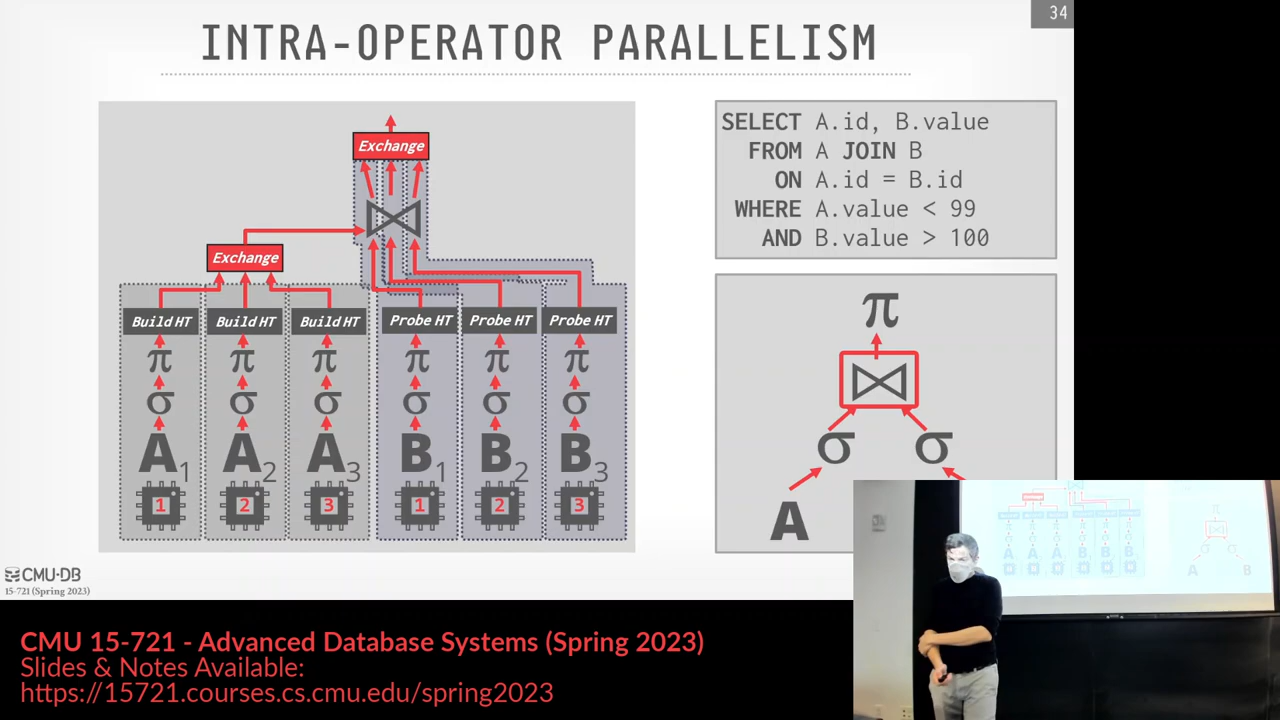 34
INTRA-OPERATOR PARALLELISM
Exchange
Exchange
Build HT Build HT Build HT Probe HT Probe HT Probe HT
π π π π π π
σ σ σ σ σ σ
A1 A2 A3 B1 B2 B3
1 2 3 1 2 3
SELECT A.id, B.value
FROM A JOIN B
ON A.id = B.id
WHERE A.value < 99
AND B.value > 100
π
⋈
σ σ
A
CMU·DB
15-721 (Spring 2023)
CMU 15-721 - Advanced Database Systems (Spring 2023)
Slides & Notes Available:
https://15721.courses.cs.cmu.edu/spring2023